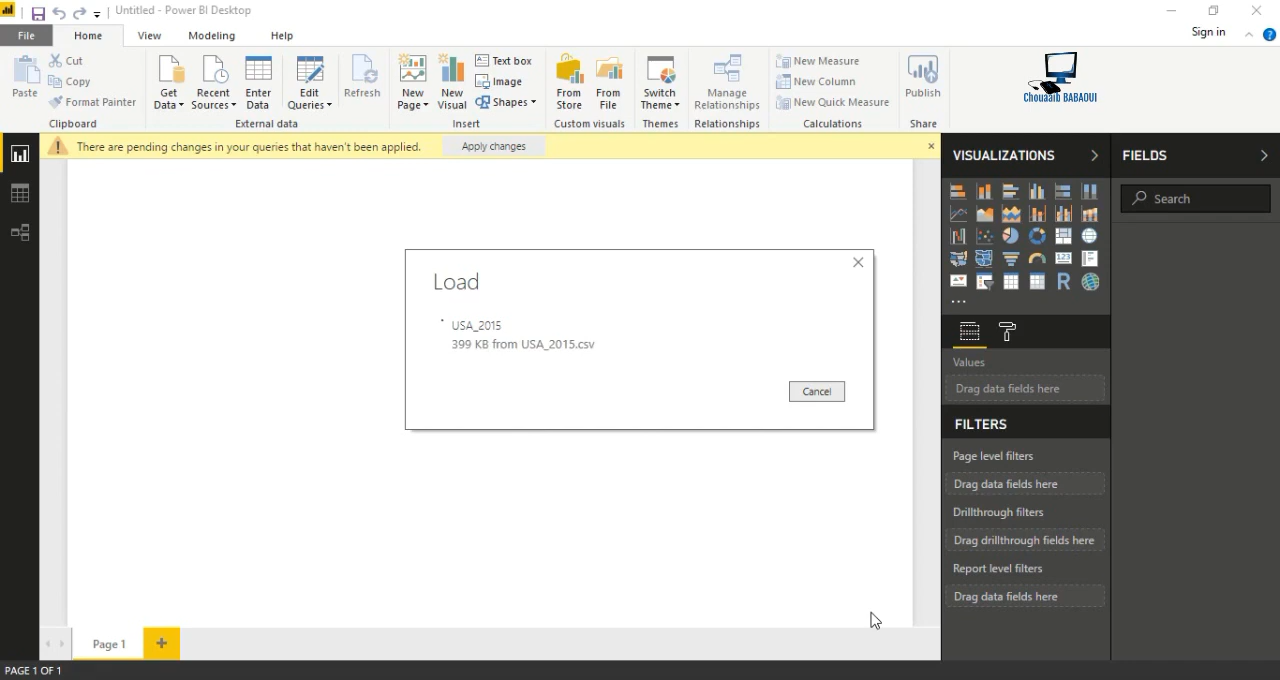 Untitled - Power BI Desktop
File
Home
View
Modeling
Help
Sign in
Paste
Cut
Copy
Format Painter
Clipboard
Get Data
Recent Sources
Enter Data
Edit Queries
Refresh
External data
New Page
New Visual
Text box
Image
Shapes
Insert
From Store
From File
Custom visuals
Switch Theme
Themes
Manage Relationships
Relationships
New Measure
New Column
New Quick Measure
Calculations
Publish
Share
Chouaaib BABAOUI
There are pending changes in your queries that haven't been applied.
Apply changes
Load
USA_2015
399 KB from USA_2015.csv
Cancel
VISUALIZATIONS
123
R
Values
Drag data fields here
FILTERS
Page level filters
Drag data fields here
Drillthrough filters
Drag drillthrough fields here
Report level filters
Drag data fields here
FIELDS
Search
Page 1
PAGE 1 OF 1